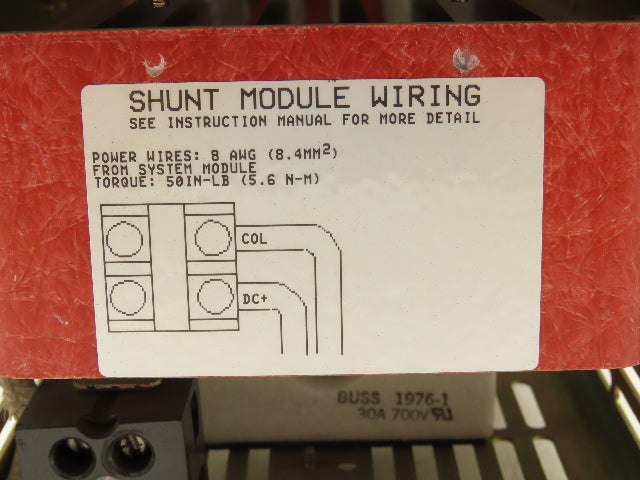 SHUNT MODULE WIRING
SEE INSTRUCTION MANUAL FOR MORE DETAIL
POWER WIRES: 8 AWG (8.4MM²)
FROM SYSTEM MODULE
TORQUE: 50IN-LB (5.6 N-M)
COL
DC+
BUSS 1976-1
30A 700V